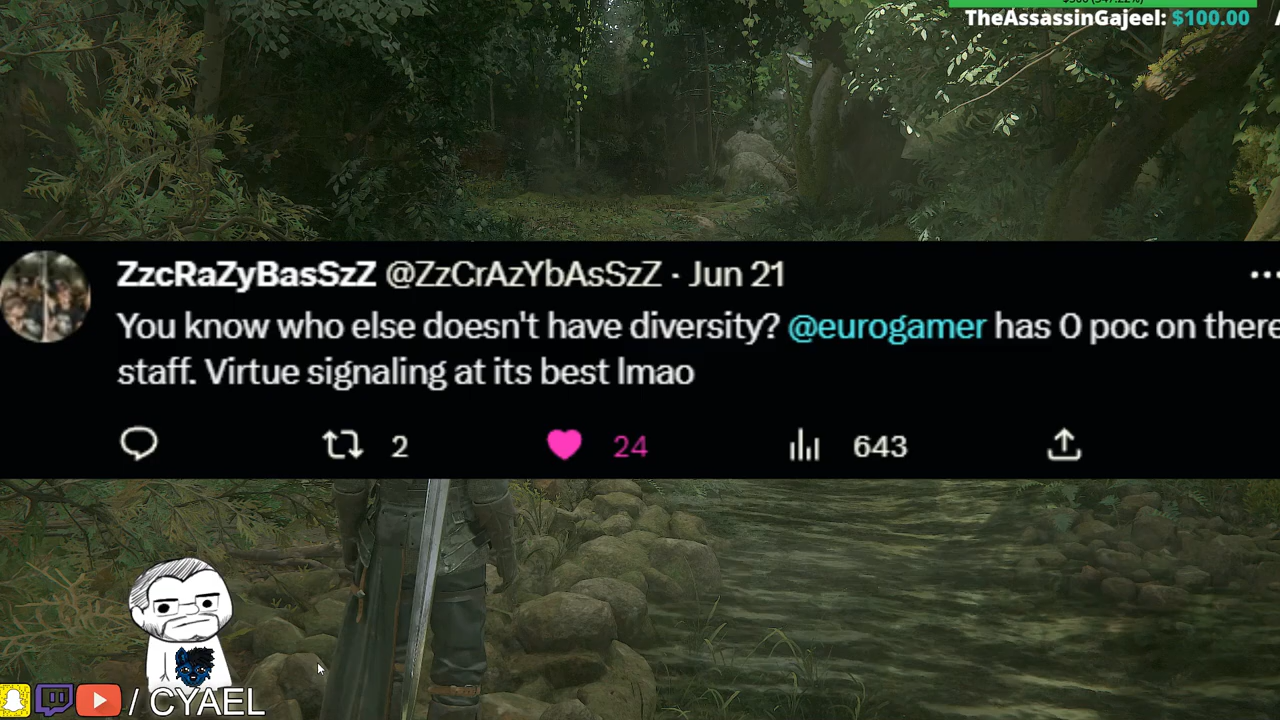 TheAssassinGajeel: $100.00
ZzcRaZyBasSzZ @ZzCrAzYbAsSzZ · Jun 21
You know who else doesn't have diversity? @eurogamer has 0 poc on there
staff. Virtue signaling at its best lmao
2 24 643
/ CYAEL